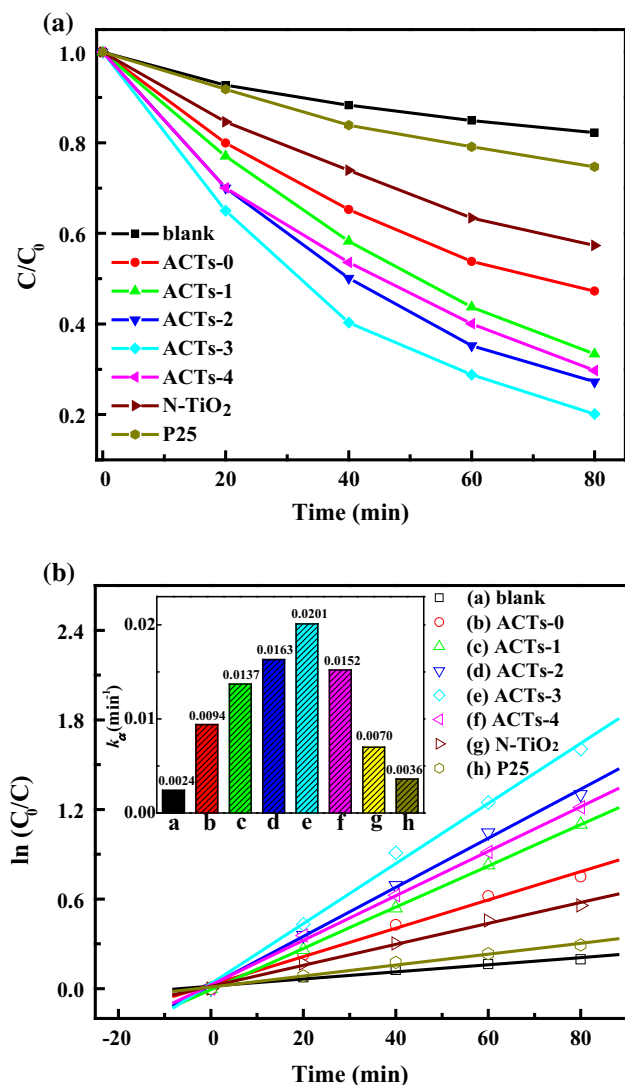 (a)
1.0
0.8
0.6
0.4
0.2
C/C0
blank
ACTs-0
ACTs-1
ACTs-2
ACTs-3
ACTs-4
N-TiO2
P25
0 20 40 60 80
Time (min)
(b)
2.4
1.8
1.2
0.6
0.0
ln (C0/C)
0.02
0.01
0.00
kα(min-1)
0.0024
0.0094
0.0137
0.0163
0.0201
0.0152
0.0070
0.0036
a b c d e f g h
(a) blank
(b) ACTs-0
(c) ACTs-1
(d) ACTs-2
(e) ACTs-3
(f) ACTs-4
(g) N-TiO2
(h) P25
-20 0 20 40 60 80
Time (min)